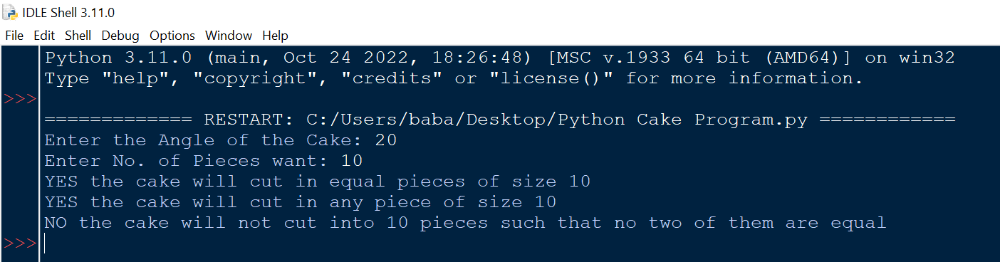 IDLE Shell 3.11.0
File Edit Shell Debug Options Window Help
Python 3.11.0 (main, Oct 24 2022, 18:26:48) [MSC v.1933 64 bit (AMD64)] on win32
Type "help", "copyright", "credits" or "license()" for more information.
>>>
============= RESTART: C:/Users/baba/Desktop/Python Cake Program.py ============
Enter the Angle of the Cake: 20
Enter No. of Pieces want: 10
YES the cake will cut in equal pieces of size 10
YES the cake will cut in any piece of size 10
NO the cake will not cut into 10 pieces such that no two of them are equal
>>>